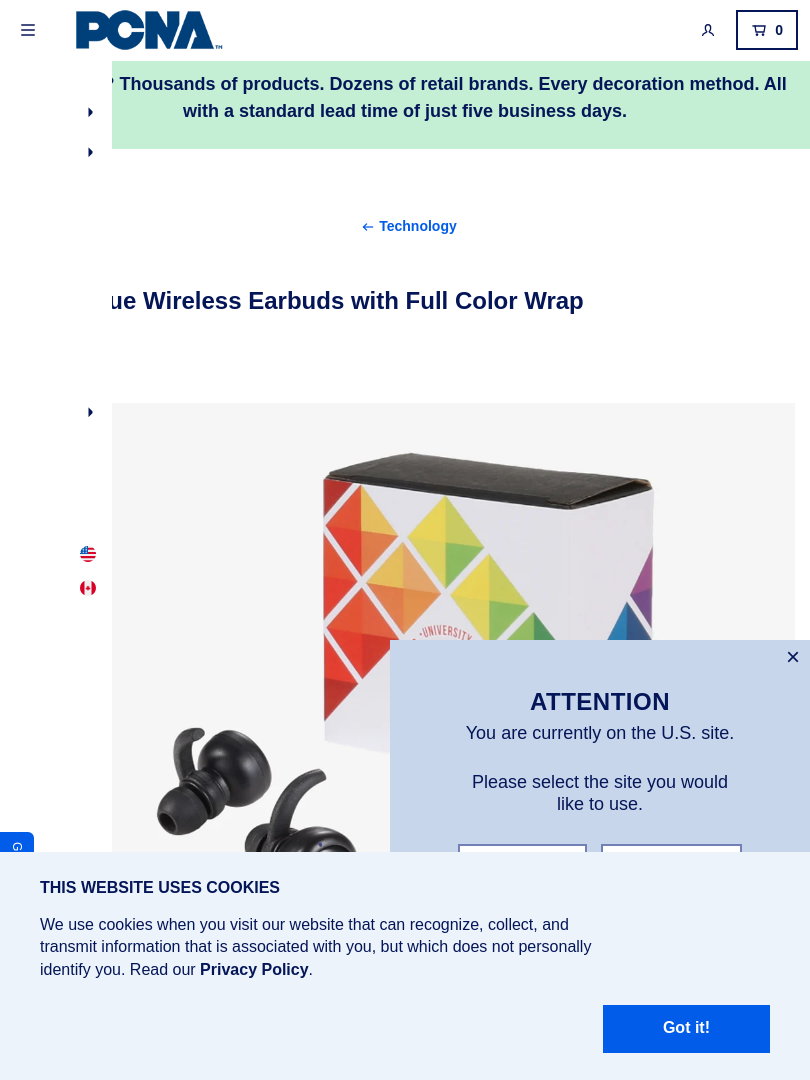 PCNA™
0
? Thousands of products. Dozens of retail brands. Every decoration method. All
with a standard lead time of just five business days.
← Technology
ue Wireless Earbuds with Full Color Wrap
UNIVERSITY
×
ATTENTION
You are currently on the U.S. site.
Please select the site you would
like to use.
G
THIS WEBSITE USES COOKIES
We use cookies when you visit our website that can recognize, collect, and
transmit information that is associated with you, but which does not personally
identify you. Read our Privacy Policy.
Got it!